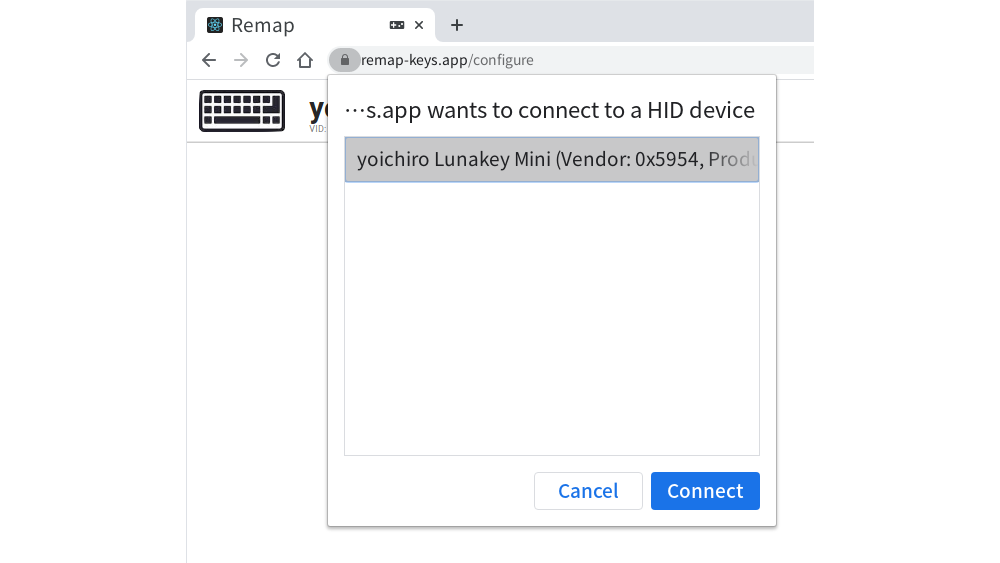 Remap
remap-keys.app/configure
yo
VID:
…s.app wants to connect to a HID device
yoichiro Lunakey Mini (Vendor: 0x5954, Produ
Cancel
Connect